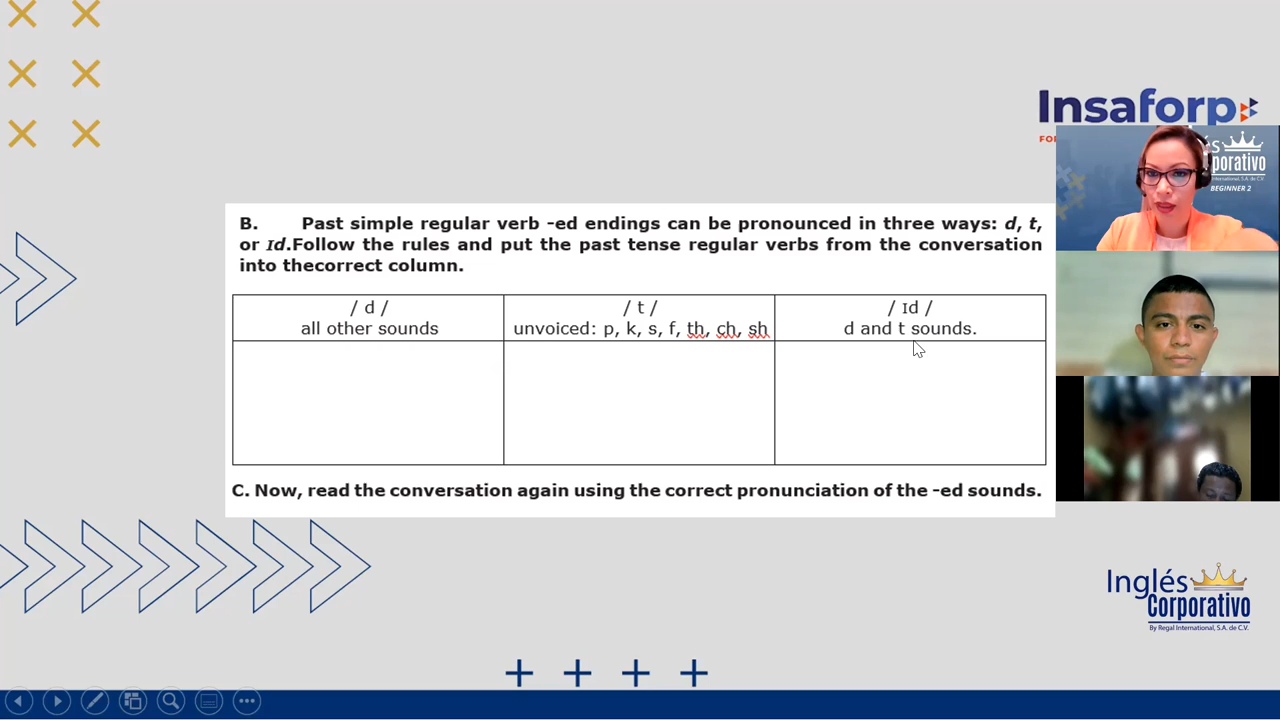 Insaforp
FOR
B. Past simple regular verb -ed endings can be pronounced in three ways: d, t,
or ɪd.Follow the rules and put the past tense regular verbs from the conversation
into thecorrect column.
/ d /
all other sounds
/ t /
unvoiced: p, k, s, f, th, ch, sh
/ ɪd /
d and t sounds.
C. Now, read the conversation again using the correct pronunciation of the -ed sounds.
BEGINNER 2
Inglés
Corporativo
By Regal International, S.A. de C.V.